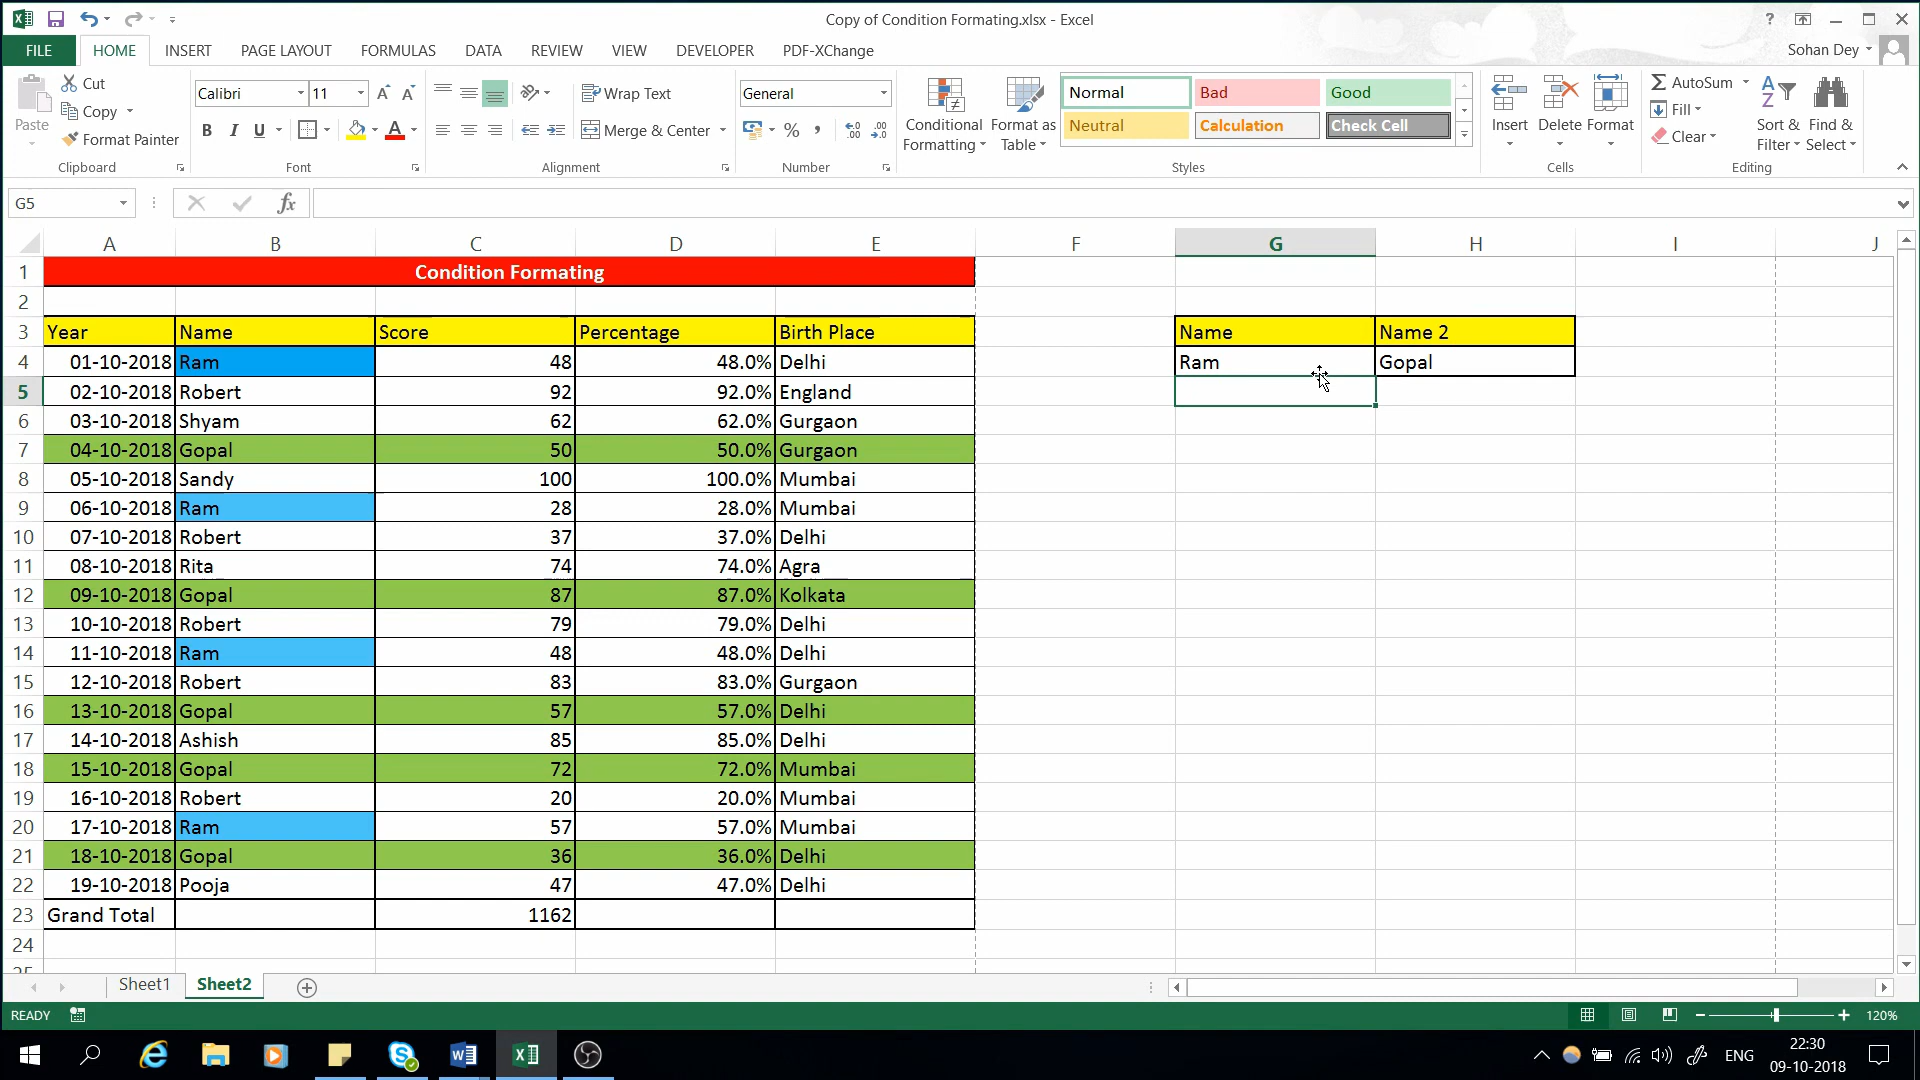 Copy of Condition Formating.xlsx - Excel
?
FILE HOME INSERT PAGE LAYOUT FORMULAS DATA REVIEW VIEW DEVELOPER PDF-XChange Sohan Dey
Paste Cut
Copy
Format Painter
Clipboard
Calibri 11
B I U
Font
Wrap Text
Merge & Center
Alignment
General
%
Number
Conditional Formatting
Format as Table
Normal Bad Good
Neutral Calculation Check Cell
Styles
Insert Delete Format
Cells
AutoSum
Fill
Clear
Sort & Filter
Find & Select
Editing
G5 fx
A B C D E F G H I J
1 Condition Formating
2
3 Year Name Score Percentage Birth Place Name Name 2
4 01-10-2018 Ram 48 48.0% Delhi Ram Gopal
5 02-10-2018 Robert 92 92.0% England
6 03-10-2018 Shyam 62 62.0% Gurgaon
7 04-10-2018 Gopal 50 50.0% Gurgaon
8 05-10-2018 Sandy 100 100.0% Mumbai
9 06-10-2018 Ram 28 28.0% Mumbai
10 07-10-2018 Robert 37 37.0% Delhi
11 08-10-2018 Rita 74 74.0% Agra
12 09-10-2018 Gopal 87 87.0% Kolkata
13 10-10-2018 Robert 79 79.0% Delhi
14 11-10-2018 Ram 48 48.0% Delhi
15 12-10-2018 Robert 83 83.0% Gurgaon
16 13-10-2018 Gopal 57 57.0% Delhi
17 14-10-2018 Ashish 85 85.0% Delhi
18 15-10-2018 Gopal 72 72.0% Mumbai
19 16-10-2018 Robert 20 20.0% Mumbai
20 17-10-2018 Ram 57 57.0% Mumbai
21 18-10-2018 Gopal 36 36.0% Delhi
22 19-10-2018 Pooja 47 47.0% Delhi
23 Grand Total 1162
24
25
Sheet1 Sheet2
READY 120%
ENG 22:30
09-10-2018